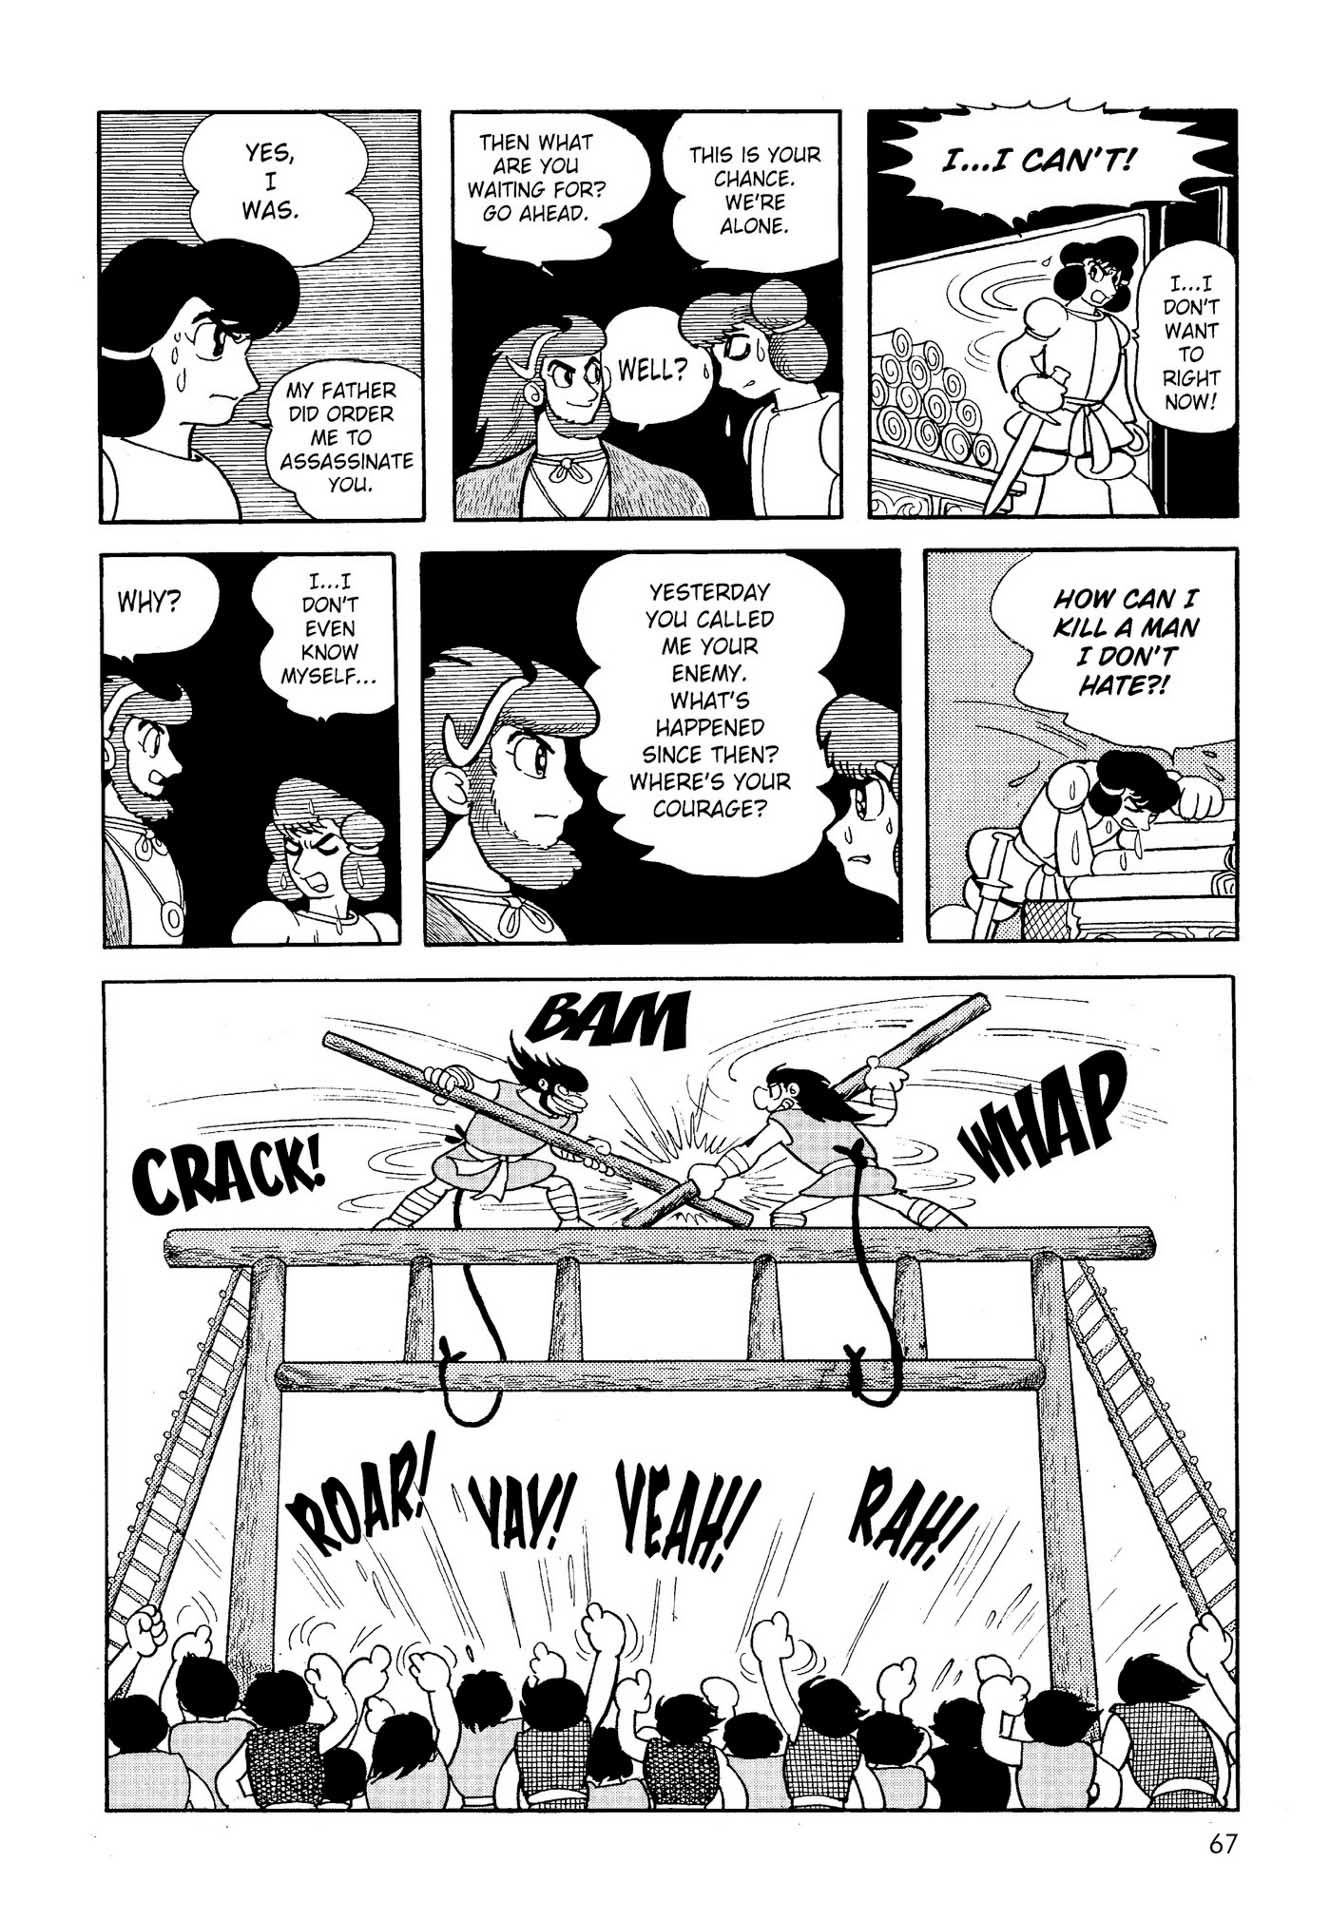 YES,
I
WAS.
MY FATHER
DID ORDER
ME TO
ASSASSINATE
YOU.
THEN WHAT
ARE YOU
WAITING FOR?
GO AHEAD.
THIS IS YOUR
CHANCE.
WE'RE
ALONE.
WELL?
I...I CAN'T!
I...I
DON'T
WANT
TO
RIGHT
NOW!
WHY?
I...I
DON'T
EVEN
KNOW
MYSELF...
YESTERDAY
YOU CALLED
ME YOUR
ENEMY.
WHAT'S
HAPPENED
SINCE THEN?
WHERE'S YOUR
COURAGE?
HOW CAN I
KILL A MAN
I DON'T
HATE?!
BAM
WHAP
CRACK!
ROAR!
YAY!
YEAH!
RAH!
67